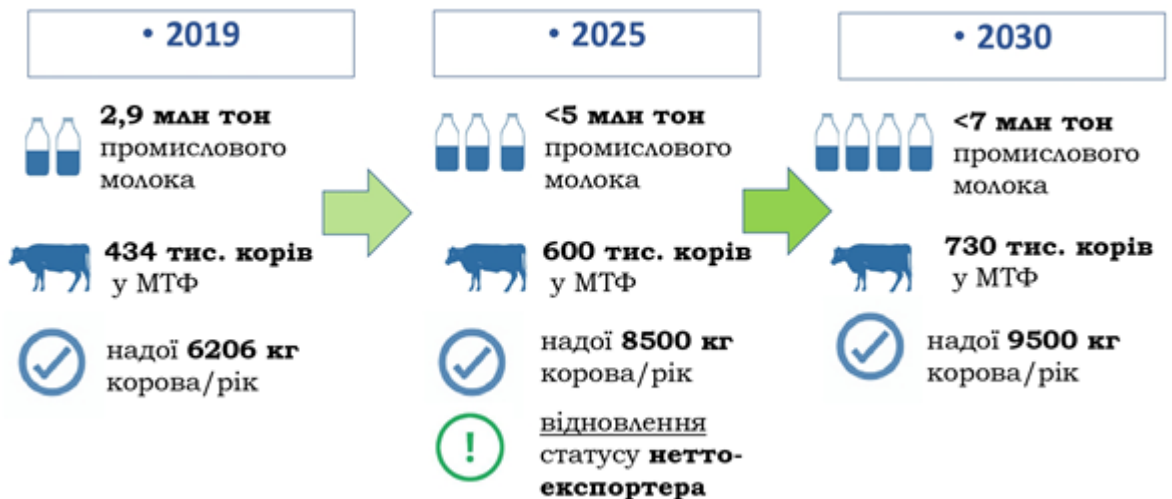 • 2019
2,9 млн тон
промислового
молока
434 тис. корів
у МТФ
надої 6206 кг
корова/рік
• 2025
<5 млн тон
промислового
молока
600 тис. корів
у МТФ
надої 8500 кг
корова/рік
!
відновлення
статусу нетто-
експортера
• 2030
<7 млн тон
промислового
молока
730 тис. корів
у МТФ
надої 9500 кг
корова/рік